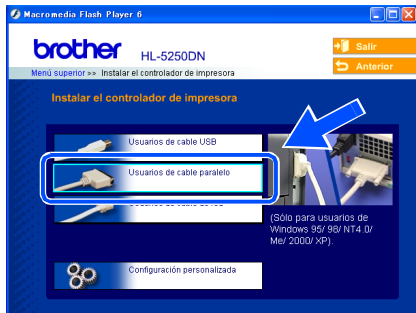 Macromedia Flash Player 6
brother
HL-5250DN
Salir
Anterior
Menú superior >> Instalar el controlador de impresora
Instalar el controlador de impresora
Usuarios de cable USB
Usuarios de cable paralelo
(Sólo para usuarios de
Windows 95/ 98/ NT4.0/
Me/ 2000/ XP).
Configuración personalizada